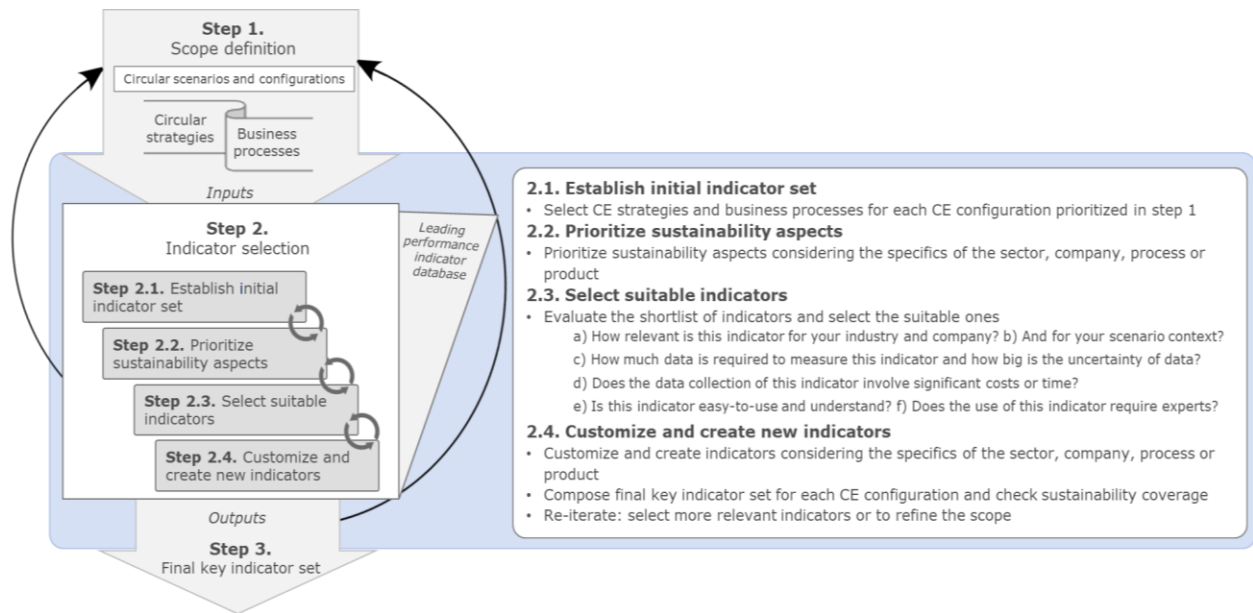 Step 1.
Scope definition
Circular scenarios and configurations
Circular
strategies
Business
processes
Inputs
Step 2.
Indicator selection
Leading
performance
indicator
database
Step 2.1. Establish initial
indicator set
Step 2.2. Prioritize
sustainability aspects
Step 2.3. Select suitable
indicators
Step 2.4. Customize and
create new indicators
Outputs
Step 3.
Final key indicator set
2.1. Establish initial indicator set
• Select CE strategies and business processes for each CE configuration prioritized in step 1
2.2. Prioritize sustainability aspects
• Prioritize sustainability aspects considering the specifics of the sector, company, process or
product
2.3. Select suitable indicators
• Evaluate the shortlist of indicators and select the suitable ones
a) How relevant is this indicator for your industry and company? b) And for your scenario context?
c) How much data is required to measure this indicator and how big is the uncertainty of data?
d) Does the data collection of this indicator involve significant costs or time?
e) Is this indicator easy-to-use and understand? f) Does the use of this indicator require experts?
2.4. Customize and create new indicators
• Customize and create indicators considering the specifics of the sector, company, process or
product
• Compose final key indicator set for each CE configuration and check sustainability coverage
• Re-iterate: select more relevant indicators or to refine the scope